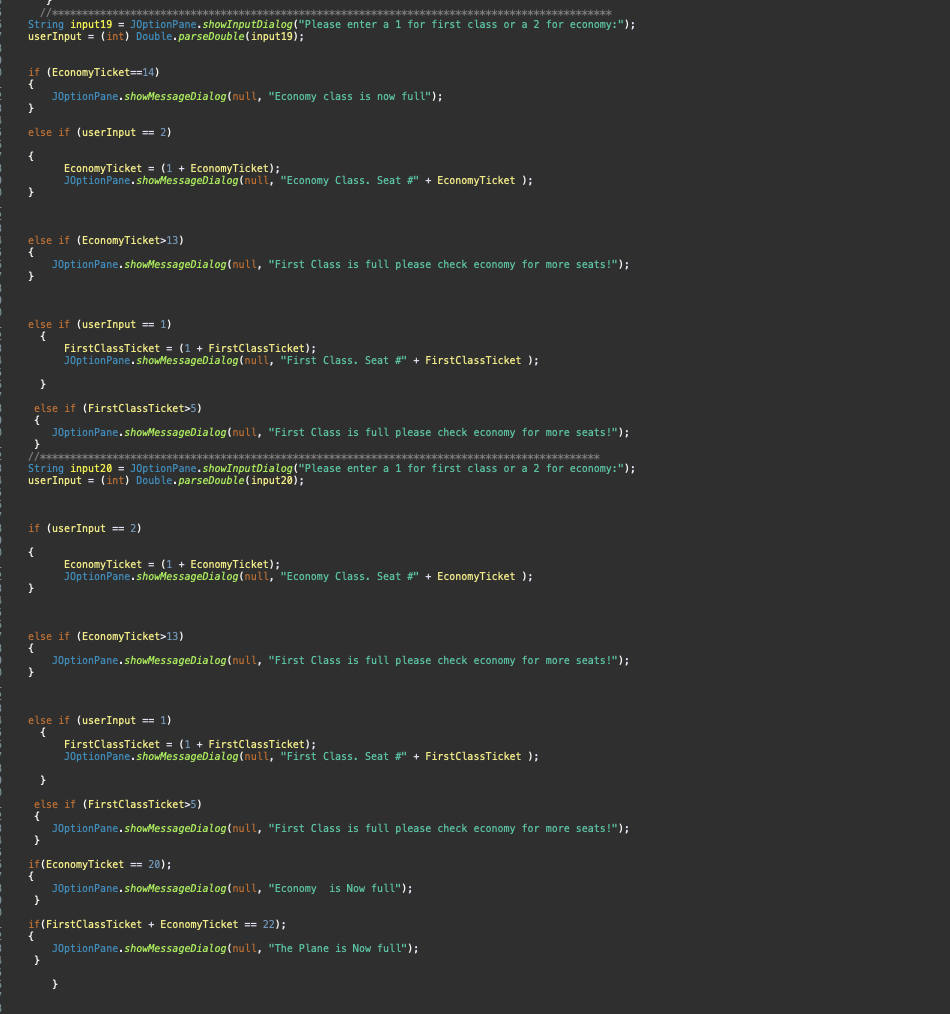 }
//*********************************************************************************************
String input19 = JOptionPane.showInputDialog("Please enter a 1 for first class or a 2 for economy:");
userInput = (int) Double.parseDouble(input19);
if (EconomyTicket==14)
{
JOptionPane.showMessageDialog(null, "Economy class is now full");
}
else if (userInput == 2)
{
EconomyTicket = (1 + EconomyTicket);
JOptionPane.showMessageDialog(null, "Economy Class. Seat #" + EconomyTicket );
}
else if (EconomyTicket>13)
{
JOptionPane.showMessageDialog(null, "First Class is full please check economy for more seats!");
}
else if (userInput == 1)
{
FirstClassTicket = (1 + FirstClassTicket);
JOptionPane.showMessageDialog(null, "First Class. Seat #" + FirstClassTicket );
}
else if (FirstClassTicket>5)
{
JOptionPane.showMessageDialog(null, "First Class is full please check economy for more seats!");
}
//*********************************************************************************************
String input20 = JOptionPane.showInputDialog("Please enter a 1 for first class or a 2 for economy:");
userInput = (int) Double.parseDouble(input20);
if (userInput == 2)
{
EconomyTicket = (1 + EconomyTicket);
JOptionPane.showMessageDialog(null, "Economy Class. Seat #" + EconomyTicket );
}
else if (EconomyTicket>13)
{
JOptionPane.showMessageDialog(null, "First Class is full please check economy for more seats!");
}
else if (userInput == 1)
{
FirstClassTicket = (1 + FirstClassTicket);
JOptionPane.showMessageDialog(null, "First Class. Seat #" + FirstClassTicket );
}
else if (FirstClassTicket>5)
{
JOptionPane.showMessageDialog(null, "First Class is full please check economy for more seats!");
}
if(EconomyTicket == 20);
{
JOptionPane.showMessageDialog(null, "Economy  is Now full");
}
if(FirstClassTicket + EconomyTicket == 22);
{
JOptionPane.showMessageDialog(null, "The Plane is Now full");
}
}